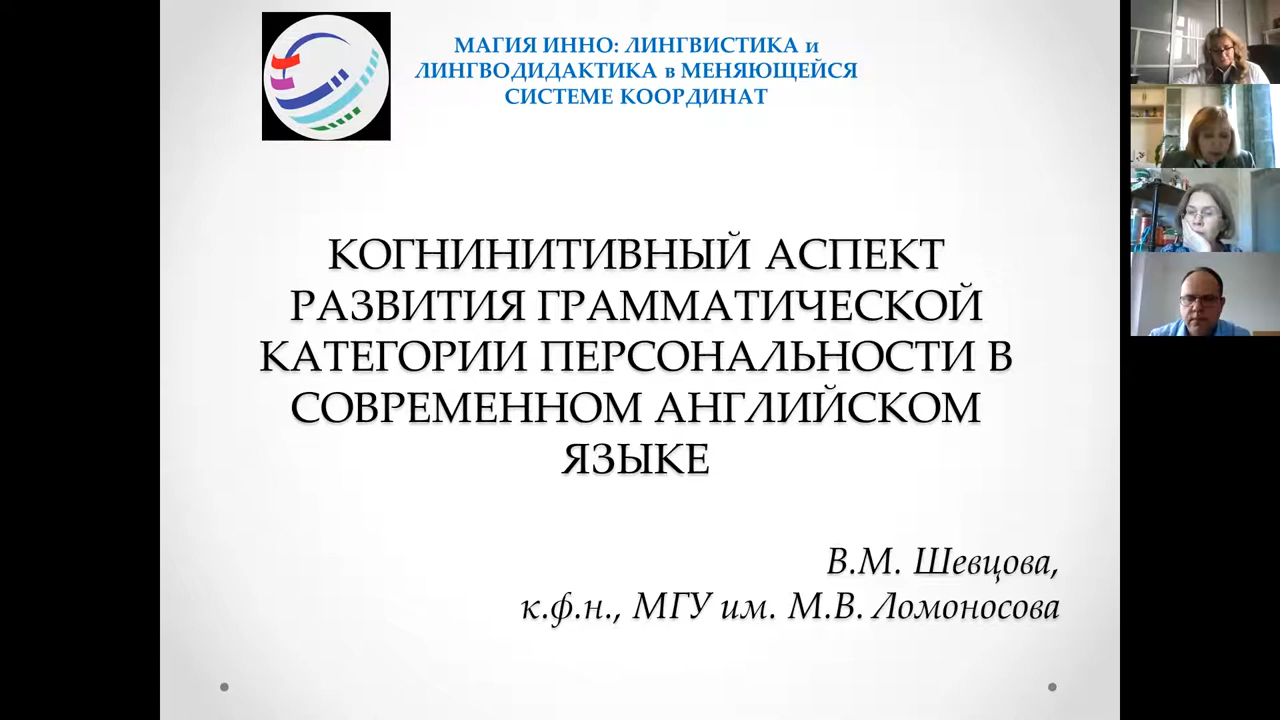 МАГИЯ ИННО: ЛИНГВИСТИКА и
ЛИНГВОДИДАКТИКА в МЕНЯЮЩЕЙСЯ
СИСТЕМЕ КООРДИНАТ
КОГНИНИТИВНЫЙ АСПЕКТ
РАЗВИТИЯ ГРАММАТИЧЕСКОЙ
КАТЕГОРИИ ПЕРСОНАЛЬНОСТИ В
СОВРЕМЕННОМ АНГЛИЙСКОМ
ЯЗЫКЕ
В.М. Шевцова,
к.ф.н., МГУ им. М.В. Ломоносова